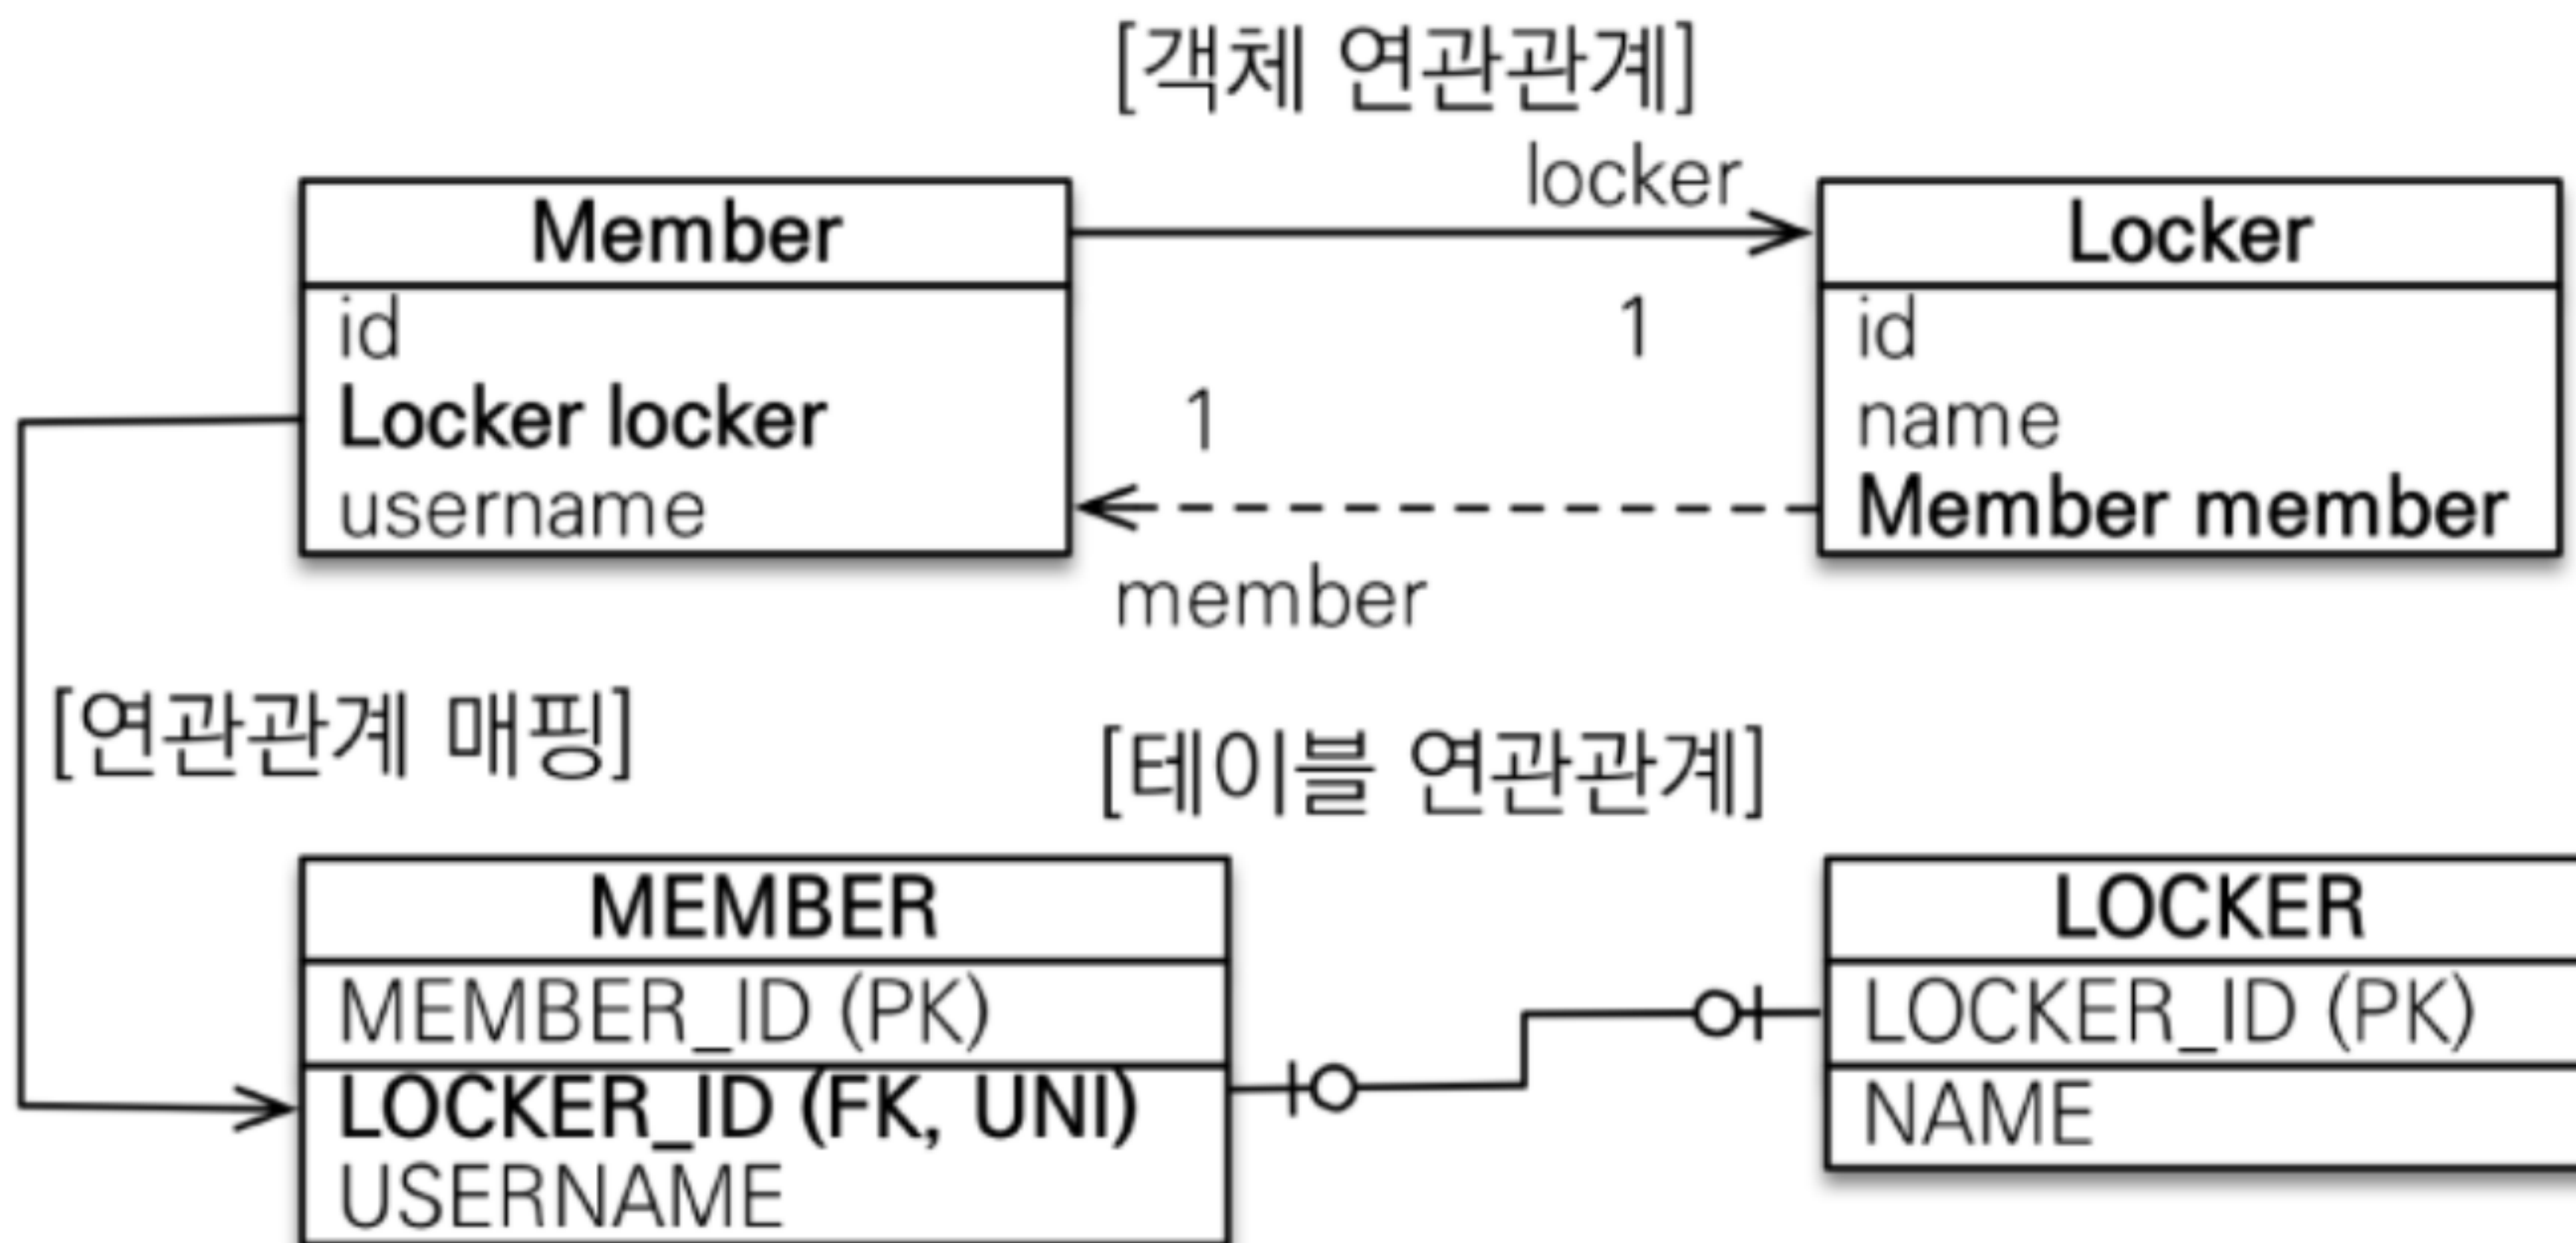 [객체 연관관계]
locker
Member
id
Locker locker
username
1
1
member
Locker
id
name
Member member
[연관관계 매핑]
[테이블 연관관계]
MEMBER
MEMBER_ID (PK)
LOCKER_ID (FK, UNI)
USERNAME
LOCKER
LOCKER_ID (PK)
NAME